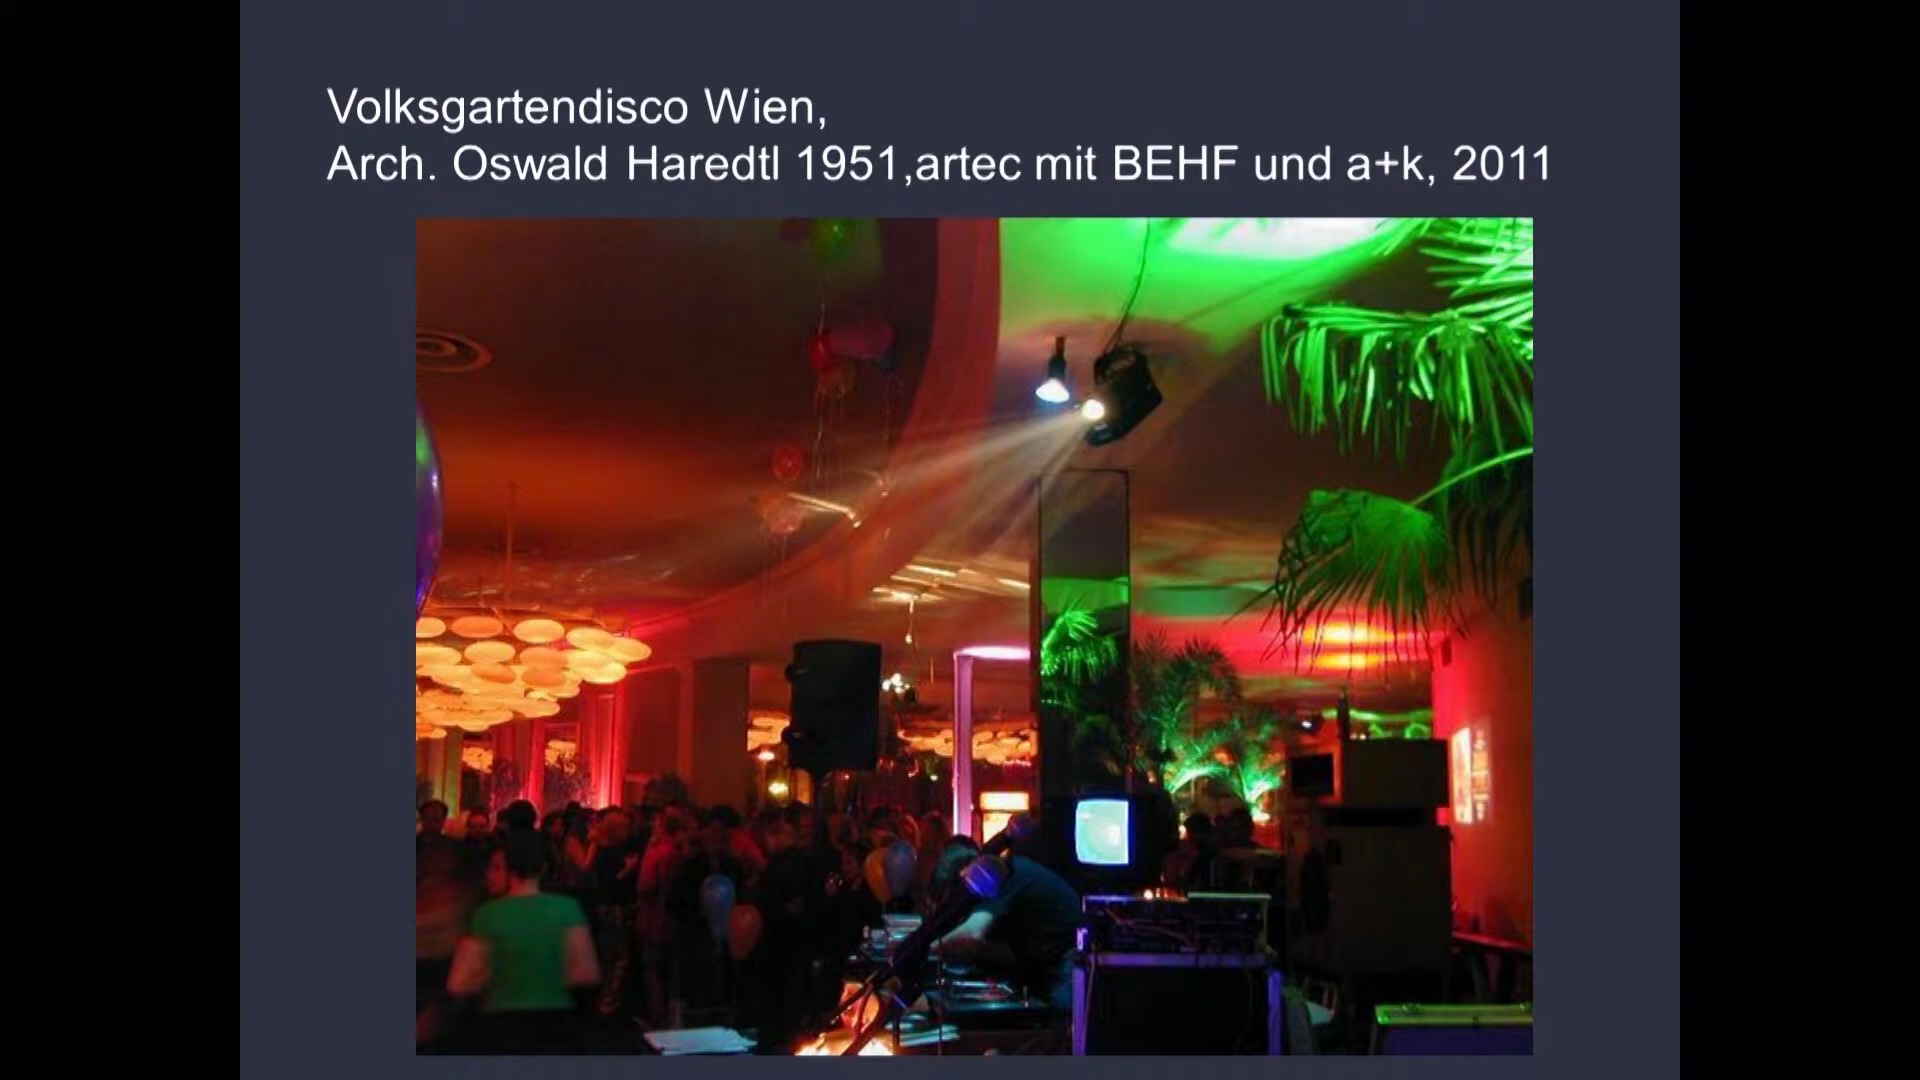 Volksgartendisco Wien,
Arch. Oswald Haredtl 1951,artec mit BEHF und a+k, 2011